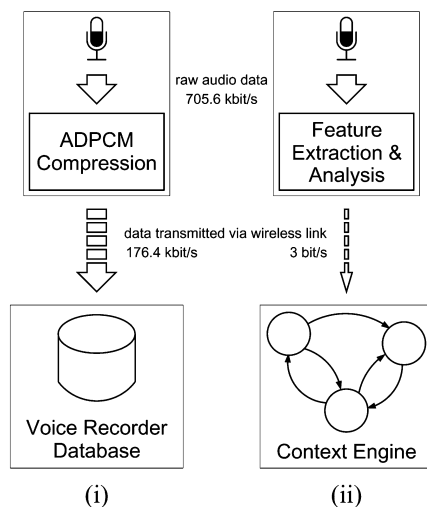 raw audio data
705.6 kbit/s
ADPCM
Compression
Feature
Extraction &
Analysis
data transmitted via wireless link
176.4 kbit/s
3 bit/s
Voice Recorder
Database
Context Engine
(i)
(ii)